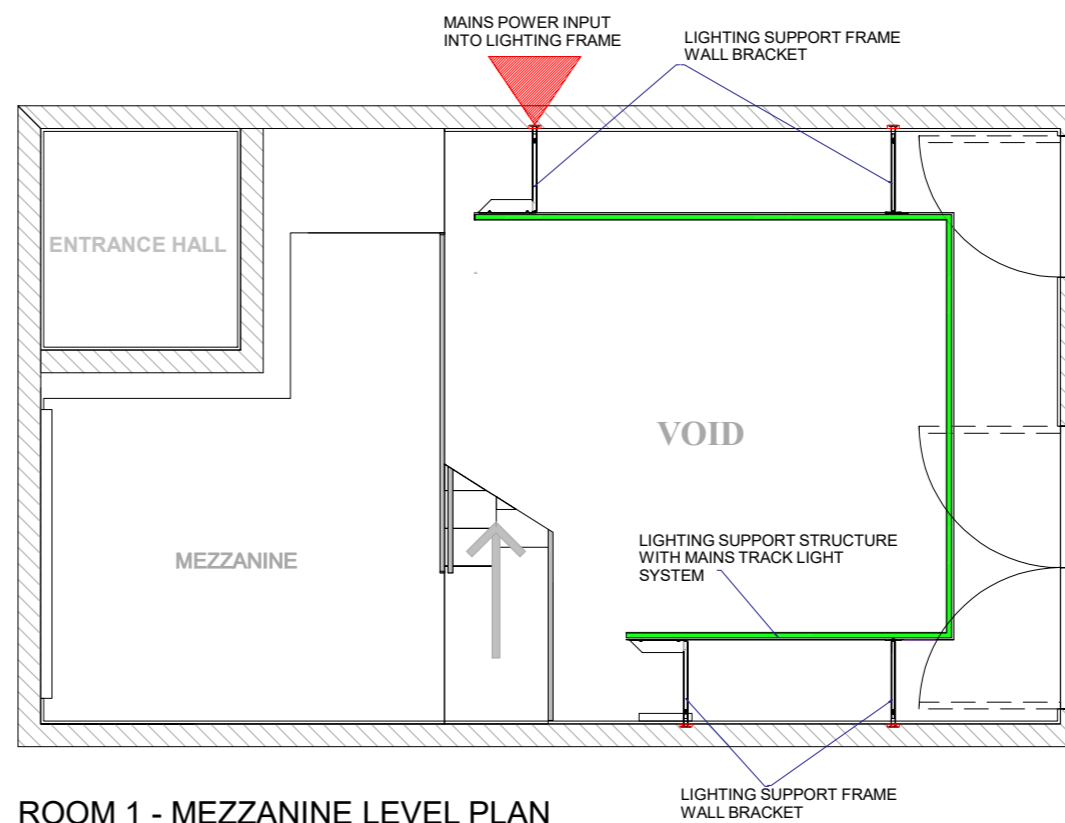 MAINS POWER INPUT
INTO LIGHTING FRAME
LIGHTING SUPPORT FRAME
WALL BRACKET
ENTRANCE HALL
VOID
MEZZANINE
LIGHTING SUPPORT STRUCTURE
WITH MAINS TRACK LIGHT
SYSTEM
LIGHTING SUPPORT FRAME
WALL BRACKET
ROOM 1 - MEZZANINE LEVEL PLAN